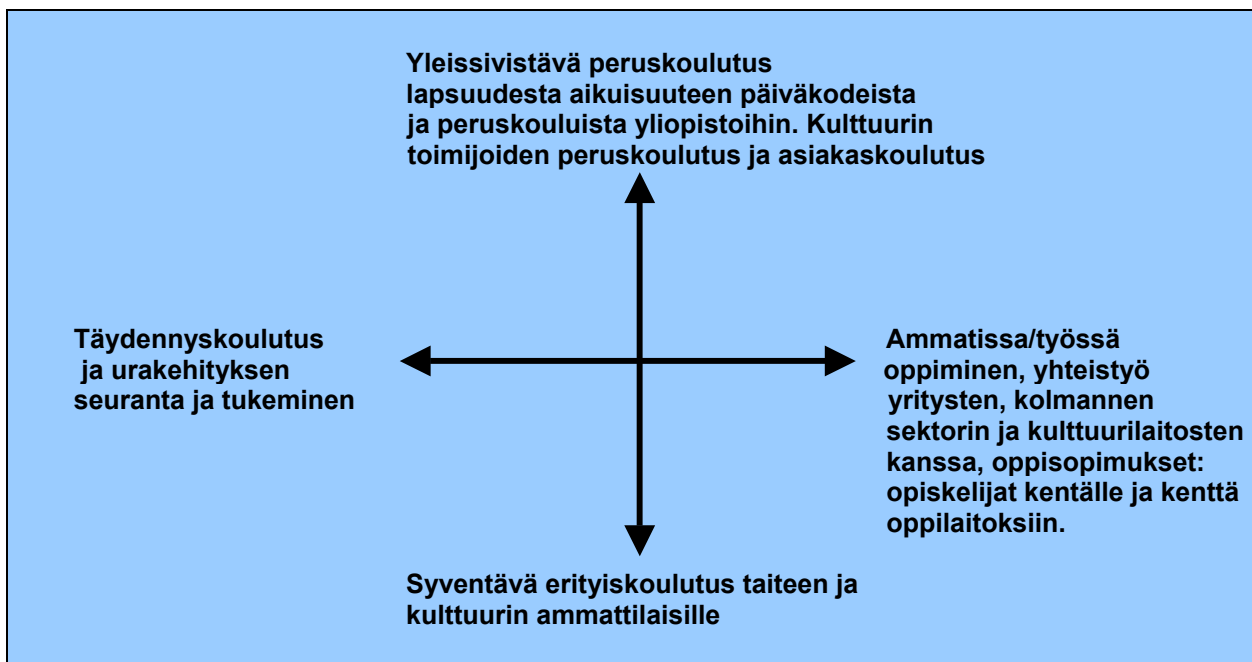 Yleissivistävä peruskoulutus
lapsuudesta aikuisuuteen päiväkodeista
ja peruskouluista yliopistoihin. Kulttuurin
toimijoiden peruskoulutus ja asiakaskoulutus
Täydennyskoulutus
ja urakehityksen
seuranta ja tukeminen
Ammatissa/työssä
oppiminen, yhteistyö
yritysten, kolmannen
sektorin ja kulttuurilaitosten
kanssa, oppisopimukset:
opiskelijat kentälle ja kenttä
oppilaitoksiin.
Syventävä erityiskoulutus taiteen ja
kulttuurin ammattilaisille